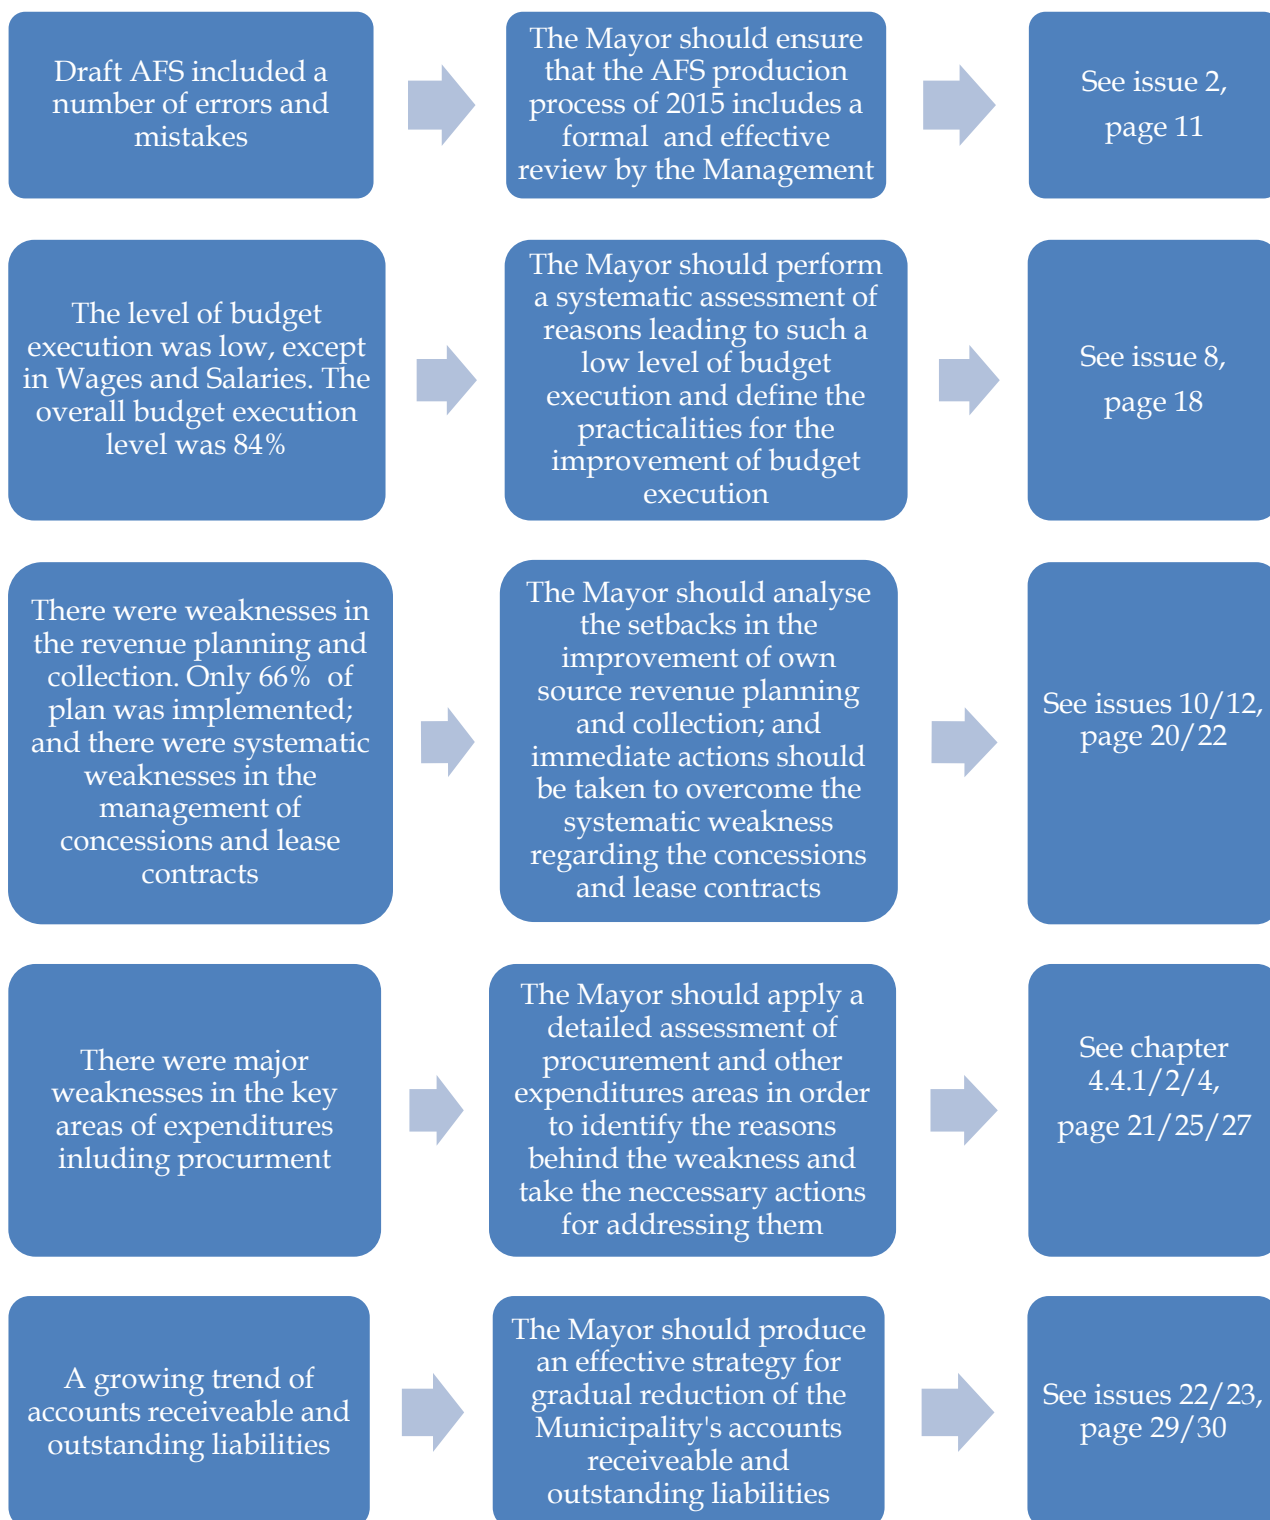 Draft AFS included a
number of errors and
mistakes
The Mayor should ensure
that the AFS producion
process of 2015 includes a
formal and effective
review by the Management
See issue 2,
page 11
The level of budget
execution was low, except
in Wages and Salaries. The
overall budget execution
level was 84%
The Mayor should perform
a systematic assessment of
reasons leading to such a
low level of budget
execution and define the
practicalities for the
improvement of budget
execution
See issue 8,
page 18
There were weaknesses in
the revenue planning and
collection. Only 66% of
plan was implemented;
and there were systematic
weaknesses in the
management of
concessions and lease
contracts
The Mayor should analyse
the setbacks in the
improvement of own
source revenue planning
and collection; and
immediate actions should
be taken to overcome the
systematic weakness
regarding the concessions
and lease contracts
See issues 10/12,
page 20/22
There were major
weaknesses in the key
areas of expenditures
inluding procurment
The Mayor should apply a
detailed assessment of
procurement and other
expenditures areas in order
to identify the reasons
behind the weakness and
take the neccessary actions
for addressing them
See chapter
4.4.1/2/4,
page 21/25/27
A growing trend of
accounts receiveable and
outstanding liabilities
The Mayor should produce
an effective strategy for
gradual reduction of the
Municipality's accounts
receiveable and
outstanding liabilities
See issues 22/23,
page 29/30